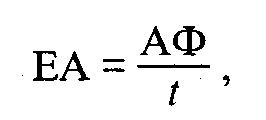 ЕА = АФ / t ,